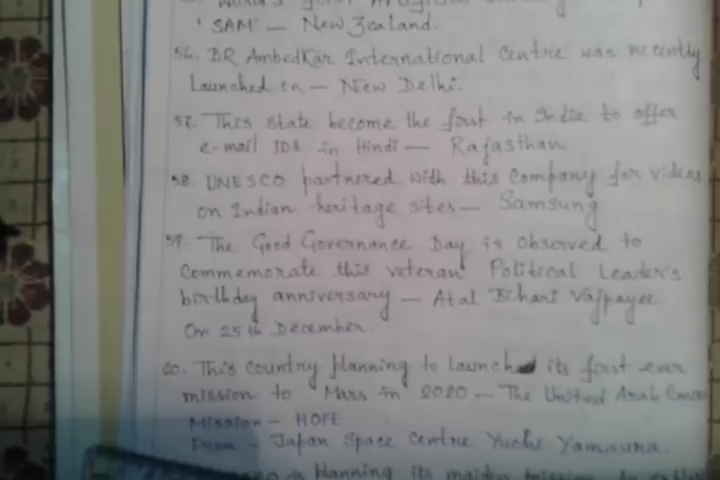 World's first Artificial
'SAM' – New Zealand.
56. BR Ambedkar International Centre was recently
Launched in – New Delhi.
57. This state become the first in India to offer
e-mail IDs in Hindi – Rajasthan
58. UNESCO partnered with this Company for videos
on Indian heritage sites – Samsung
59. The Good Governance Day is observed to
commemorate this veteran Political Leader's
birthday anniversary – Atal Bihari Vajpayee
On 25th December.
60. This country planning to launch its first ever
mission to Mars in 2020 – The United Arab
Mission – HOPE
From – Japan Space Centre
planning its maiden mission to